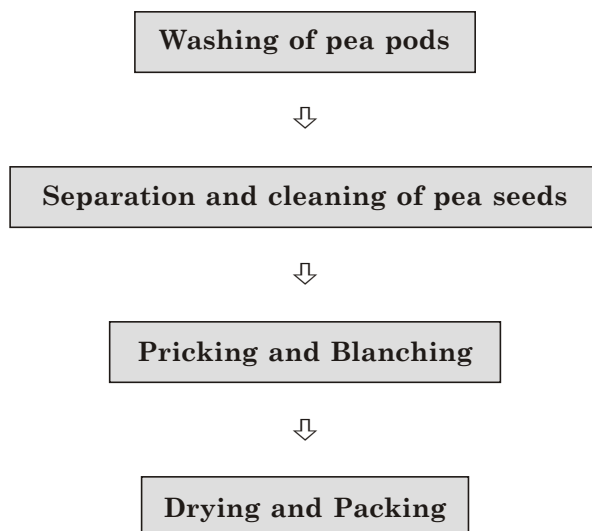 Washing of pea pods
Separation and cleaning of pea seeds
Pricking and Blanching
Drying and Packing